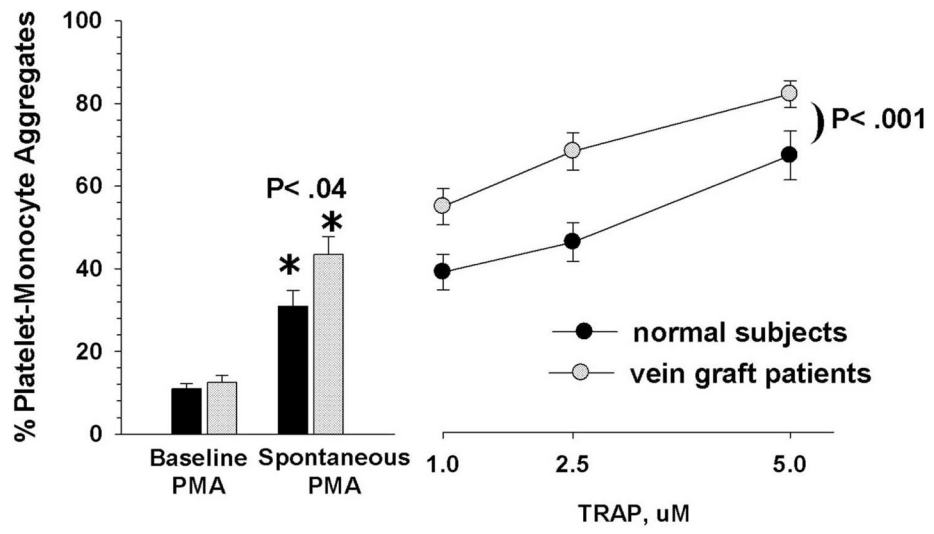 % Platelet-Monocyte Aggregates
100
80
60
40
20
0
P< .04
*
*
Baseline
PMA
Spontaneous
PMA
P< .001
normal subjects
vein graft patients
1.0
2.5
5.0
TRAP, uM